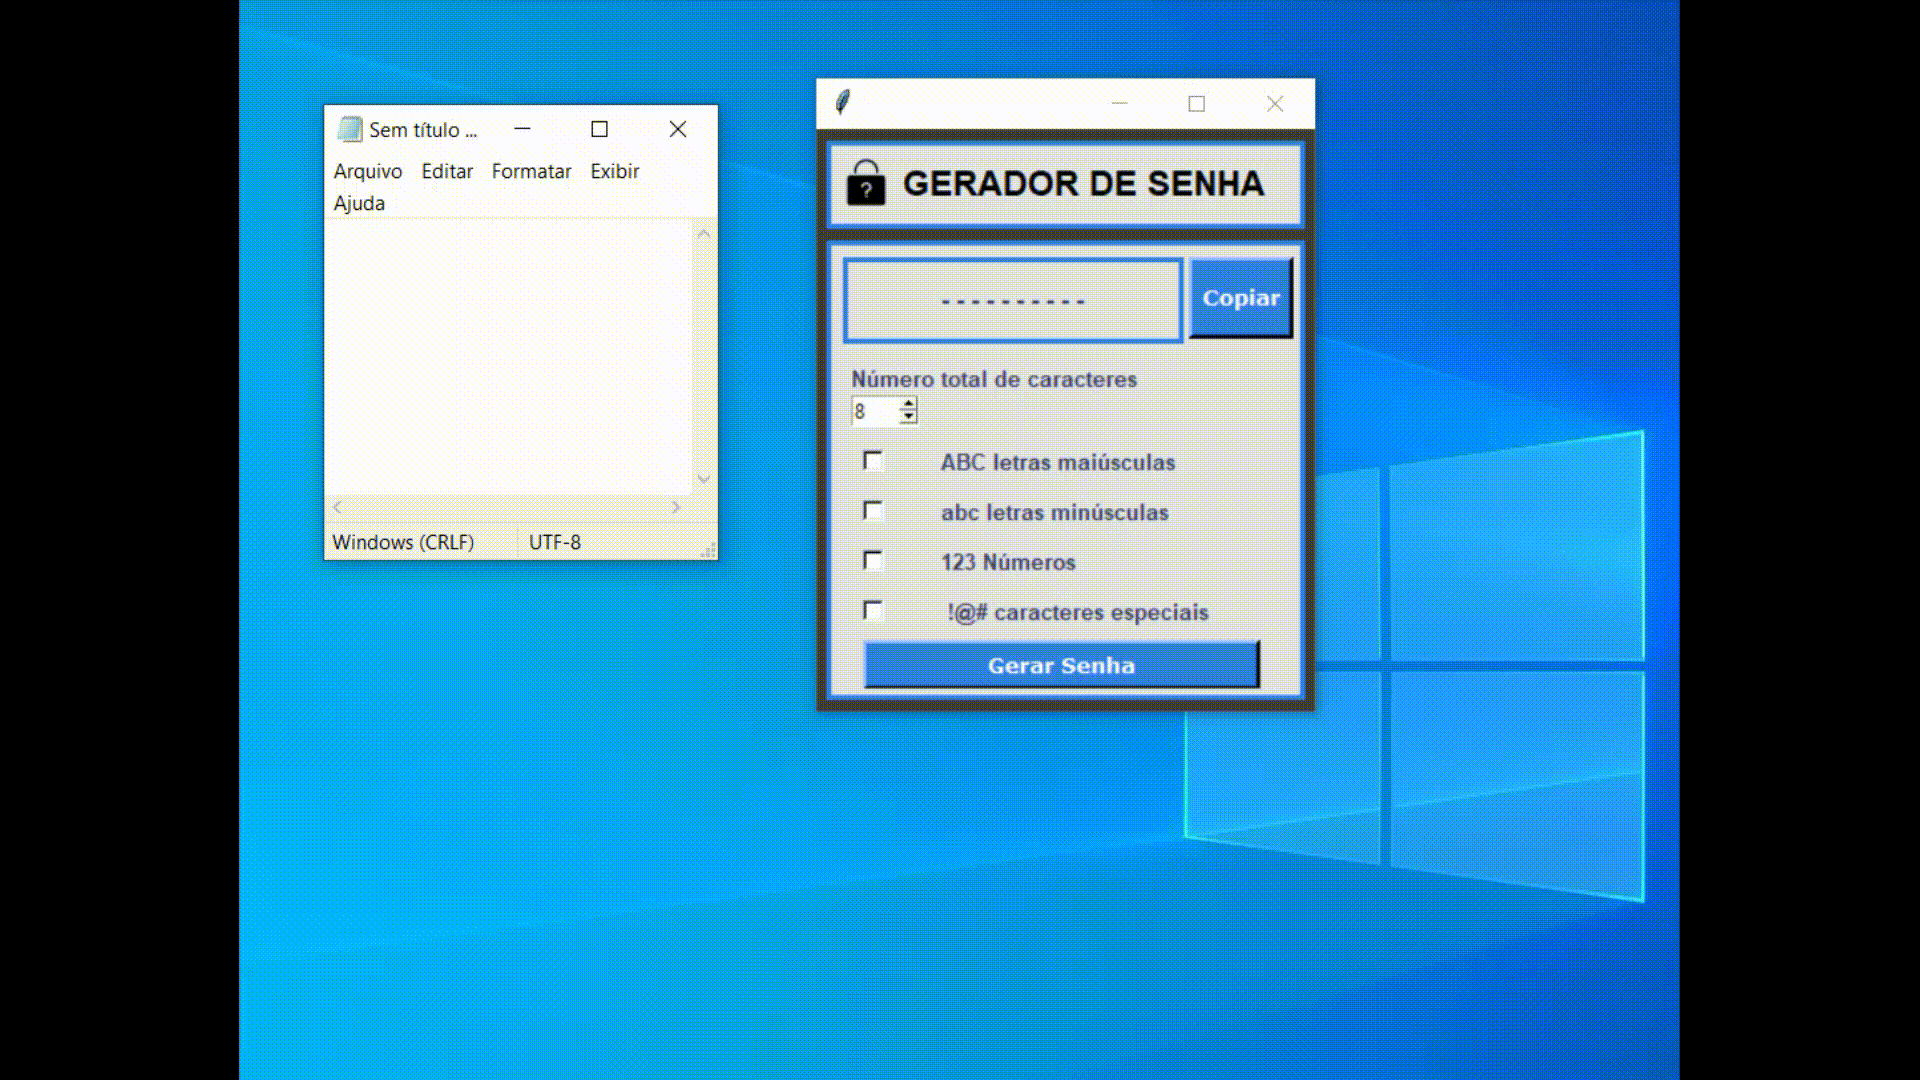 Sem título ...
Arquivo Editar Formatar Exibir
Ajuda
Windows (CRLF) UTF-8
?
GERADOR DE SENHA
----------
Copiar
Número total de caracteres
8
ABC letras maiúsculas
abc letras minúsculas
123 Números
!@# caracteres especiais
Gerar Senha